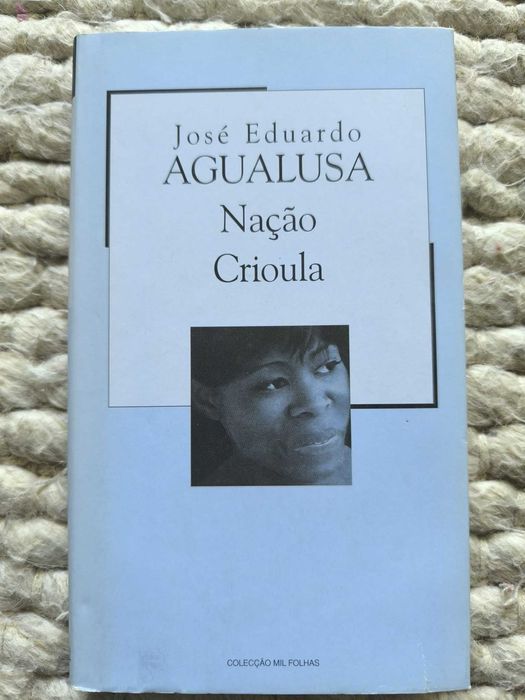 José Eduardo
AGUALUSA
Nação
Crioula
COLECÇÃO MIL FOLHAS